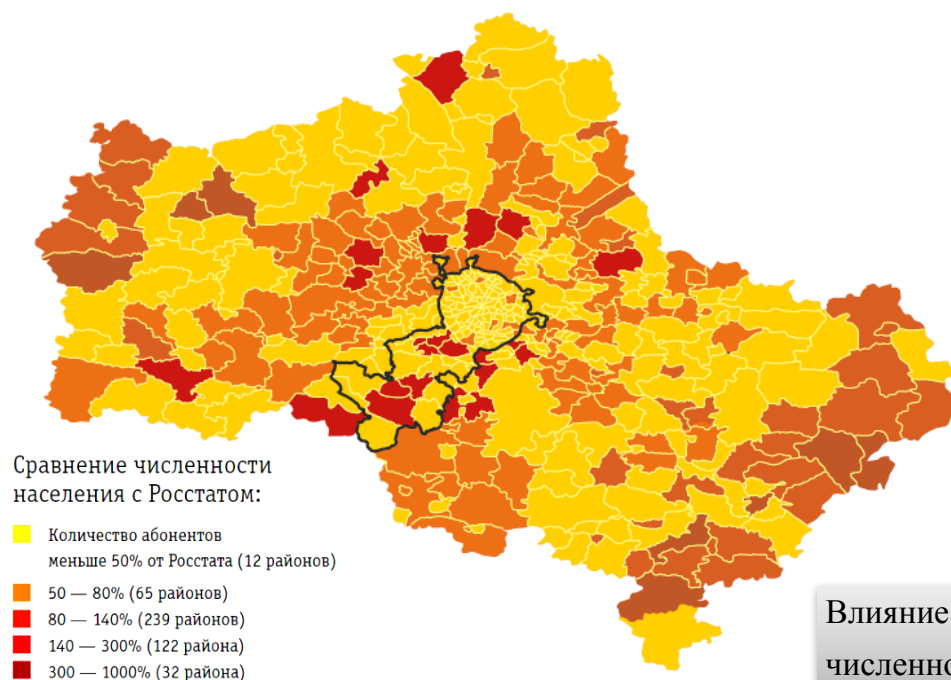 Сравнение численности
населения с Росстатом:
Количество абонентов
меньше 50% от Росстата (12 районов)
50 — 80% (65 районов)
80 — 140% (239 районов)
140 — 300% (122 района)
300 — 1000% (32 района)
Влияние
численно